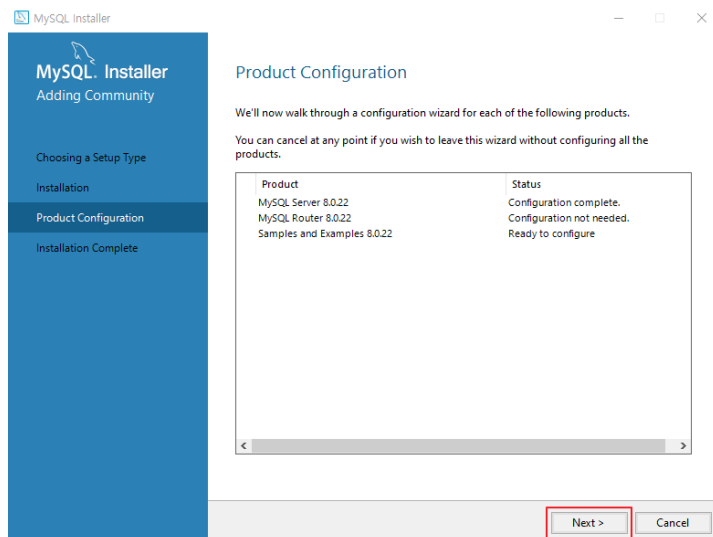 MySQL Installer
MySQL. Installer
Adding Community
Choosing a Setup Type
Installation
Product Configuration
Installation Complete
Product Configuration
We'll now walk through a configuration wizard for each of the following products.
You can cancel at any point if you wish to leave this wizard without configuring all the
products.
Product Status
MySQL Server 8.0.22 Configuration complete.
MySQL Router 8.0.22 Configuration not needed.
Samples and Examples 8.0.22 Ready to configure
Next > Cancel